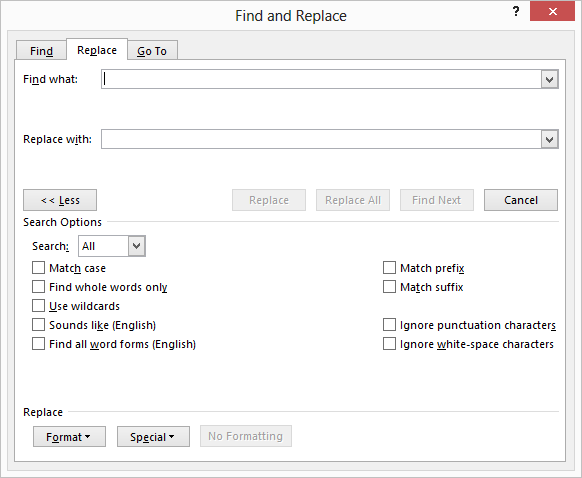 Find and Replace
?
Find Replace Go To
Find what:
Replace with:
<< Less Replace Replace All Find Next Cancel
Search Options
Search: All
Match case Match prefix
Find whole words only Match suffix
Use wildcards
Sounds like (English) Ignore punctuation characters
Find all word forms (English) Ignore white-space characters
Replace
Format Special No Formatting